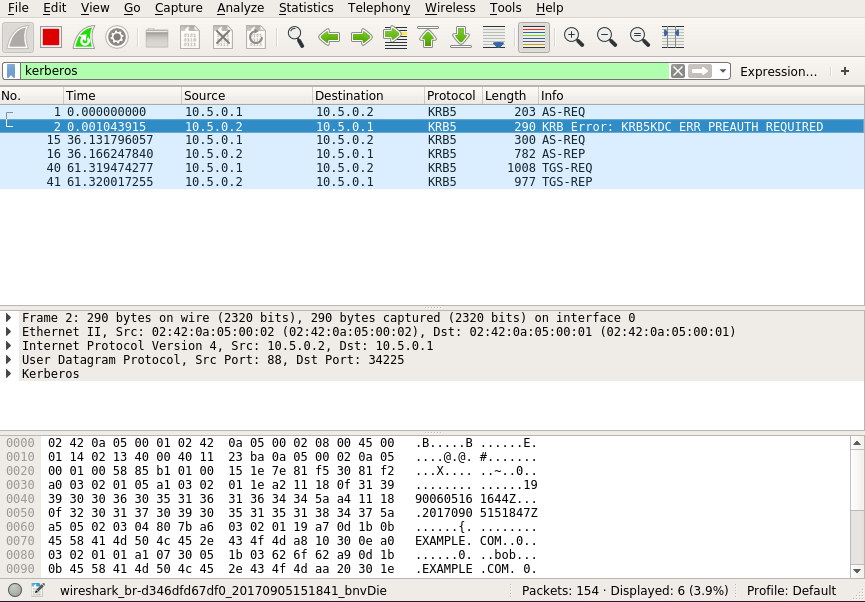 File Edit View Go Capture Analyze Statistics Telephony Wireless Tools Help
kerberos Expression... +
No. Time Source Destination Protocol Length Info
1 0.000000000 10.5.0.1 10.5.0.2 KRB5 203 AS-REQ
2 0.001043915 10.5.0.2 10.5.0.1 KRB5 290 KRB Error: KRB5KDC_ERR_PREAUTH_REQUIRED
15 36.131796057 10.5.0.1 10.5.0.2 KRB5 300 AS-REQ
16 36.166247840 10.5.0.2 10.5.0.1 KRB5 782 AS-REP
40 61.319474277 10.5.0.1 10.5.0.2 KRB5 1008 TGS-REQ
41 61.320017255 10.5.0.2 10.5.0.1 KRB5 977 TGS-REP
Frame 2: 290 bytes on wire (2320 bits), 290 bytes captured (2320 bits) on interface 0
Ethernet II, Src: 02:42:0a:05:00:02 (02:42:0a:05:00:02), Dst: 02:42:0a:05:00:01 (02:42:0a:05:00:01)
Internet Protocol Version 4, Src: 10.5.0.2, Dst: 10.5.0.1
User Datagram Protocol, Src Port: 88, Dst Port: 34225
Kerberos
0000 02 42 0a 05 00 01 02 42 0a 05 00 02 08 00 45 00 .B.....B ......E.
0010 01 14 02 13 40 00 40 11 23 ba 0a 05 00 02 0a 05 ....@.@. #.......
0020 00 01 00 58 85 b1 01 00 15 1e 7e 81 f5 30 81 f2 ...X.... ..~..0..
0030 a0 03 02 01 05 a1 03 02 01 1e a2 11 18 0f 31 39 ........ ......19
0040 39 30 30 36 30 35 31 36 31 36 34 34 5a a4 11 18 90060516 1644Z...
0050 0f 32 30 31 37 30 39 30 35 31 35 31 38 34 37 5a .2017090 5151847Z
0060 a5 05 02 03 04 80 7b a6 03 02 01 19 a7 0d 1b 0b ......{. ........
0070 45 58 41 4d 50 4c 45 2e 43 4f 4d a8 10 30 0e a0 EXAMPLE. COM..0..
0080 03 02 01 01 a1 07 30 05 1b 03 62 6f 62 a9 0d 1b ......0. ..bob...
0090 0b 45 58 41 4d 50 4c 45 2e 43 4f 4d aa 20 30 1e .EXAMPLE .COM. 0.
wireshark_br-d346dfd67df0_20170905151841_bnvDie Packets: 154 · Displayed: 6 (3.9%) Profile: Default